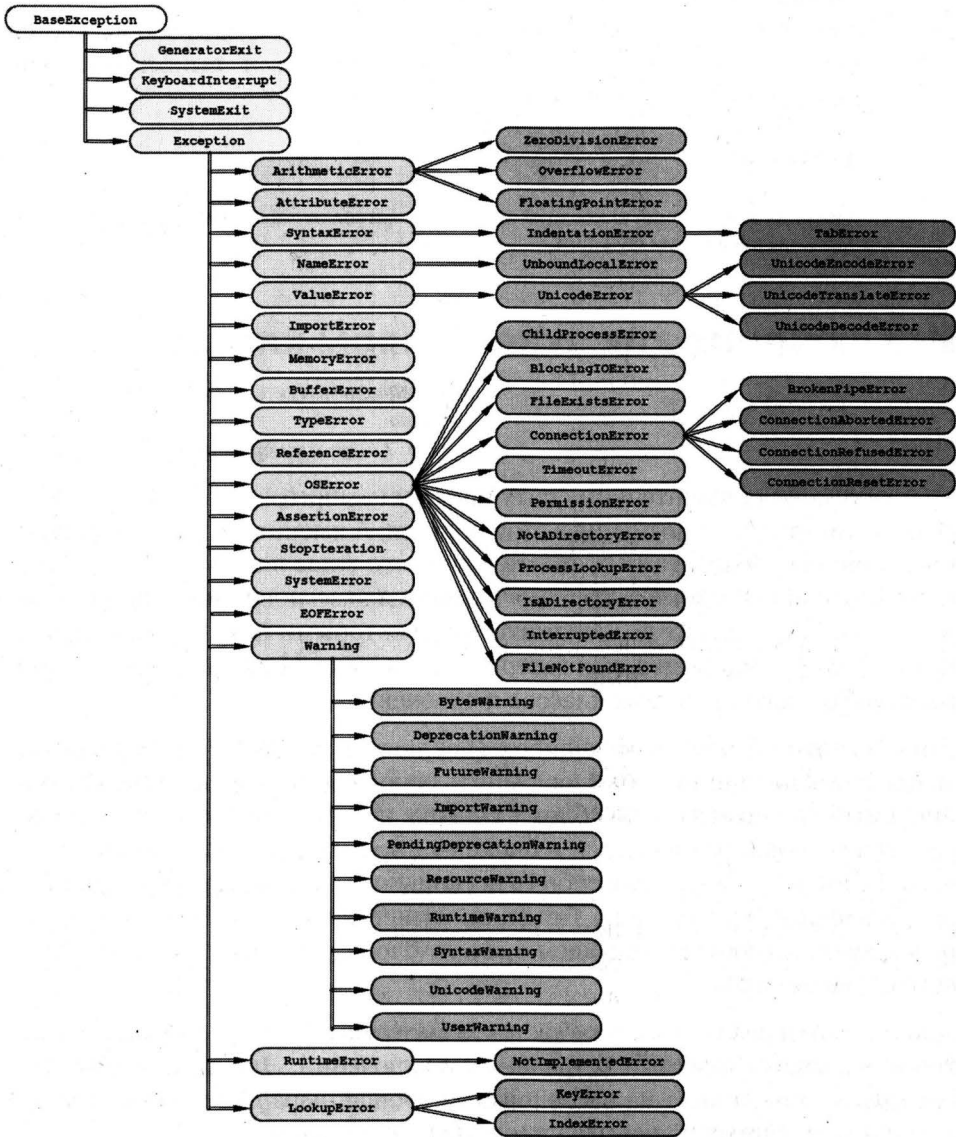 BaseException
GeneratorExit
KeyboardInterrupt
SystemExit
Exception
ZeroDivisionError
ArithmeticError
OverflowError
AttributeError
FloatingPointError
SyntaxError
IndentationError
TabError
NameError
UnboundLocalError
UnicodeEncodeError
ValueError
UnicodeError
UnicodeTranslateError
ImportError
ChildProcessError
UnicodeDecodeError
MemoryError
BlockingIOError
BufferError
FileExistsError
BrokenPipeError
TypeError
ConnectionError
ConnectionAbortedError
ReferenceError
TimeoutError
ConnectionRefusedError
OSError
PermissionError
ConnectionResetError
AssertionError
NotADirectoryError
StopIteration
ProcessLookupError
SystemError
IsADirectoryError
EOFError
InterruptedError
Warning
FileNotFoundError
BytesWarning
DeprecationWarning
FutureWarning
ImportWarning
PendingDeprecationWarning
ResourceWarning
RuntimeWarning
SyntaxWarning
UnicodeWarning
UserWarning
RuntimeError
NotImplementedError
KeyError
LookupError
IndexError